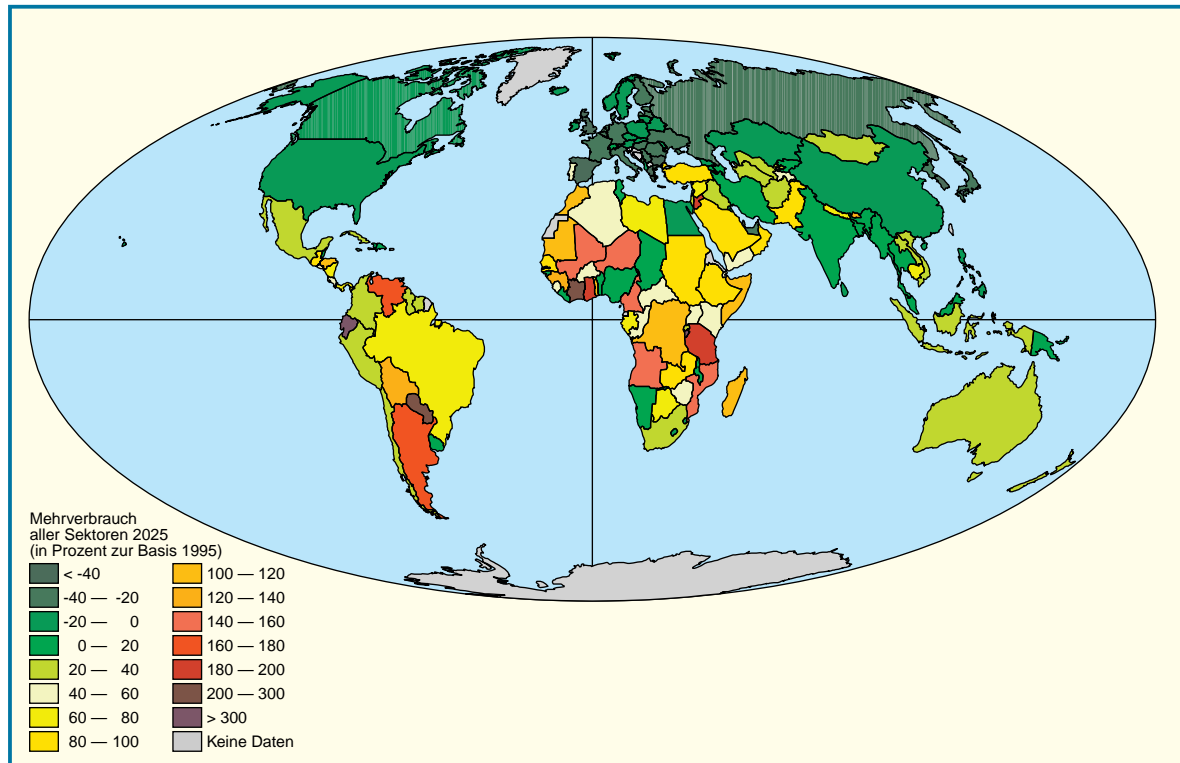 Mehrverbrauch
aller Sektoren 2025
(in Prozent zur Basis 1995)
< -40
-40 — -20
-20 — 0
0 — 20
20 — 40
40 — 60
60 — 80
80 — 100
100 — 120
120 — 140
140 — 160
160 — 180
180 — 200
200 — 300
> 300
Keine Daten